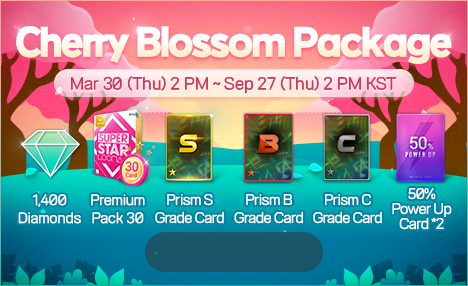 Cherry Blossom Package
Mar 30 (Thu) 2 PM ~ Sep 27 (Thu) 2 PM KST
SUPER
STAR
LOONA
30
Card
S
B
C
50%
POWER UP
1,400
Diamonds
Premium
Pack 30
Prism S
Grade Card
Prism B
Grade Card
Prism C
Grade Card
50%
Power Up
Card *2